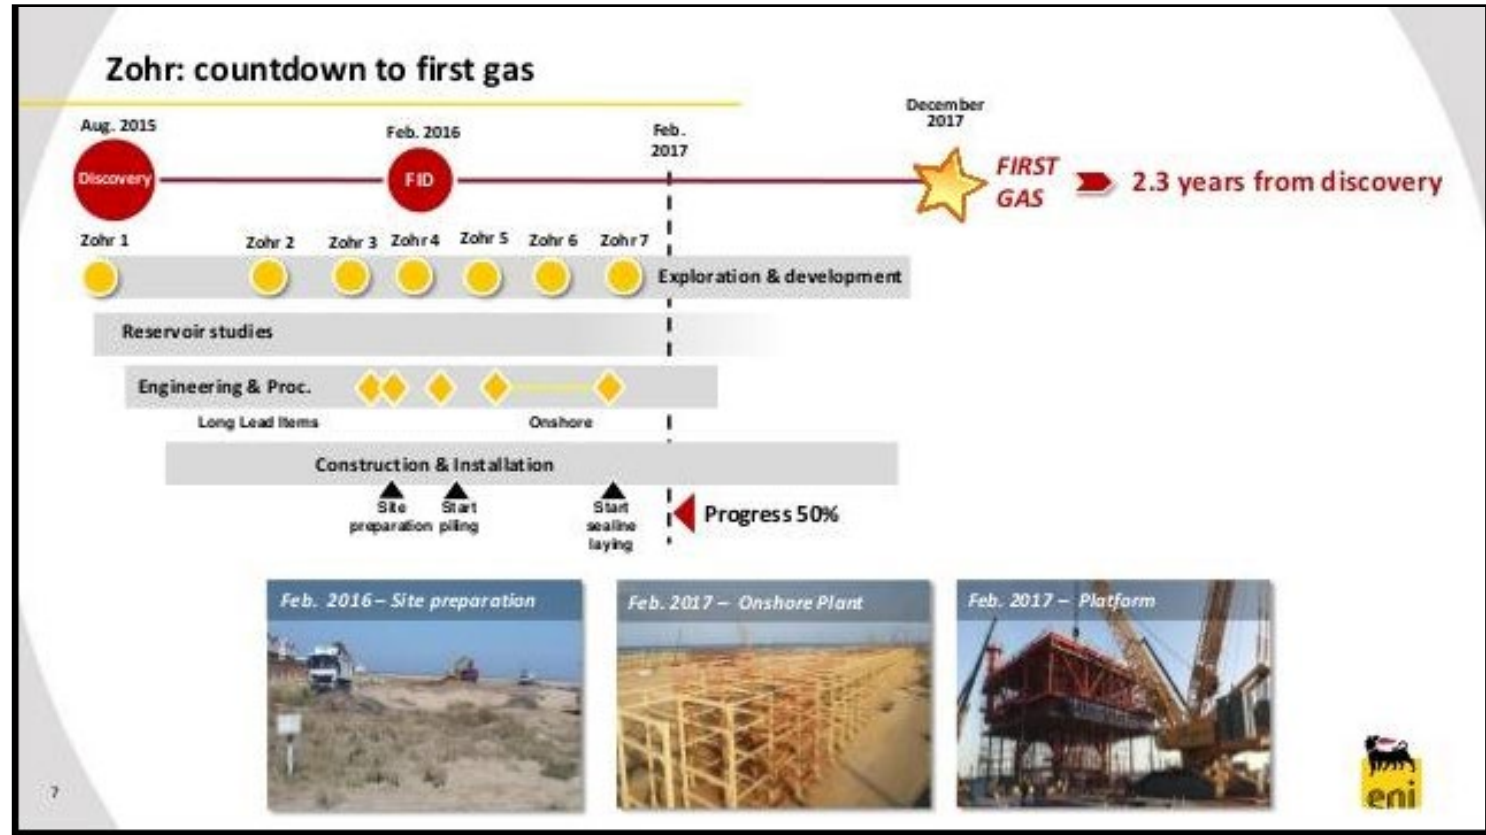 Zohr: countdown to first gas
Aug. 2015
Feb. 2016
Feb.
2017
December
2017
Discovery
FID
FIRST
GAS
2.3 years from discovery
Zohr 1
Zohr 2
Zohr 3
Zohr 4
Zohr 5
Zohr 6
Zohr 7
Exploration & development
Reservoir studies
Engineering & Proc.
Long Lead Items
Onshore
Construction & Installation
Site
preparation
Start
piling
Start
sealine
laying
Progress 50%
Feb. 2016 – Site preparation
Feb. 2017 – Onshore Plant
Feb. 2017 – Platform
7
eni